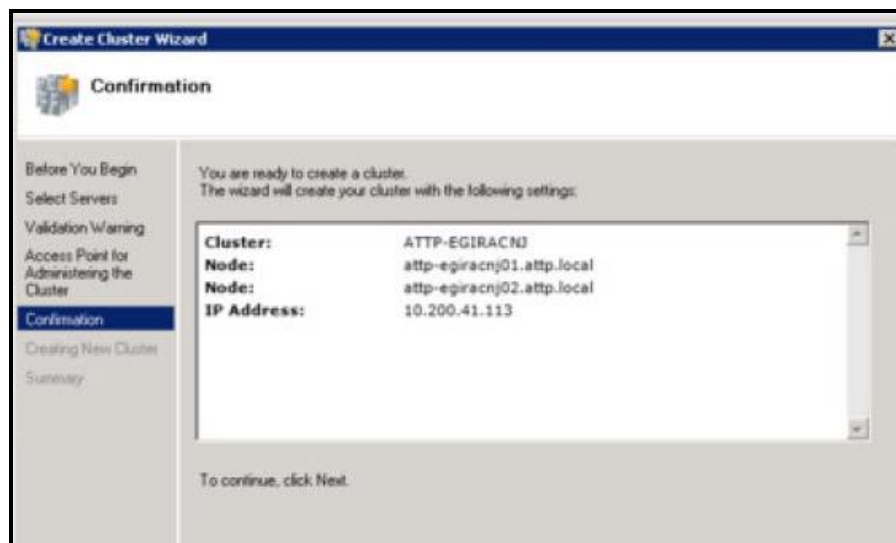 Create Cluster Wizard
Confirmation
Before You Begin
Select Servers
Validation Warning
Access Point for
Administering the
Cluster
Confirmation
Creating New Cluster
Summary
You are ready to create a cluster.
The wizard will create your cluster with the following settings:
Cluster: ATTP-EGIRACNJ
Node: attp-egiracnj01.attp.local
Node: attp-egiracnj02.attp.local
IP Address: 10.200.41.113
To continue, click Next.